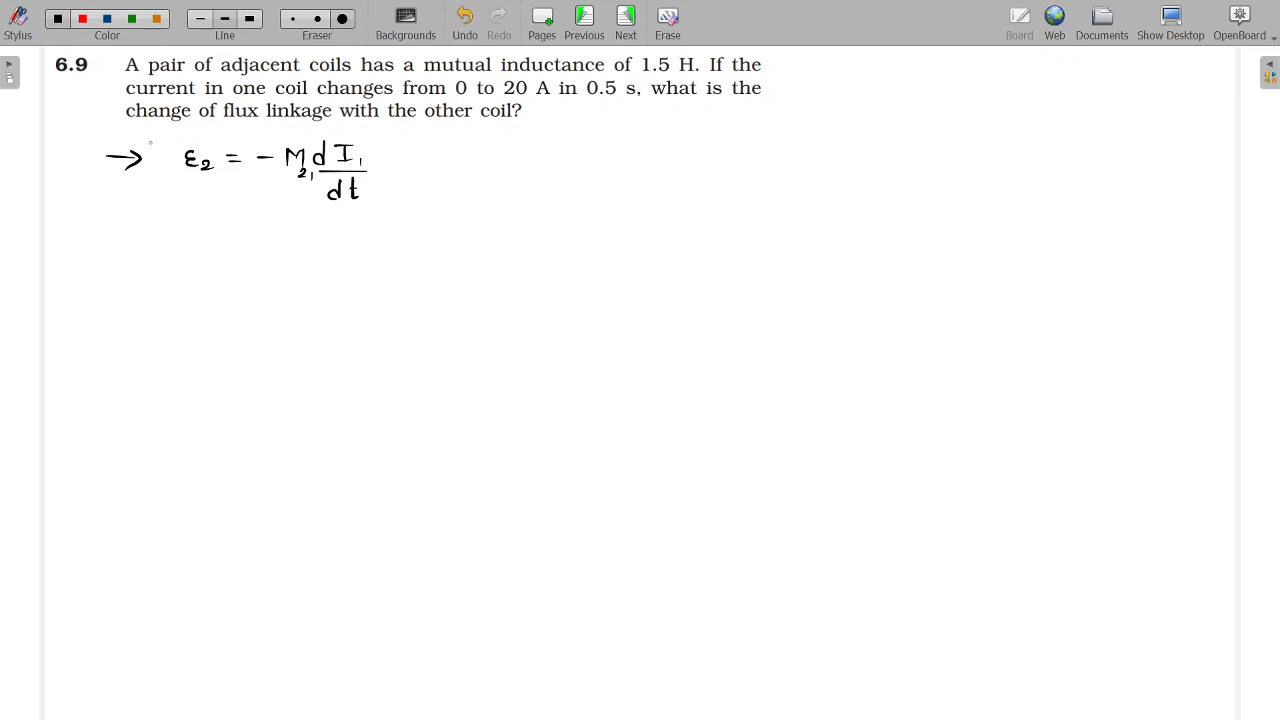 Stylus
Color
Line
Eraser
Backgrounds
Undo
Redo
Pages
Previous
Next
Erase
Board
Web
Documents
Show Desktop
OpenBoard
6.9 A pair of adjacent coils has a mutual inductance of 1.5 H. If the
current in one coil changes from 0 to 20 A in 0.5 s, what is the
change of flux linkage with the other coil?
→ ε₂ = − M₂₁ dI₁
dt